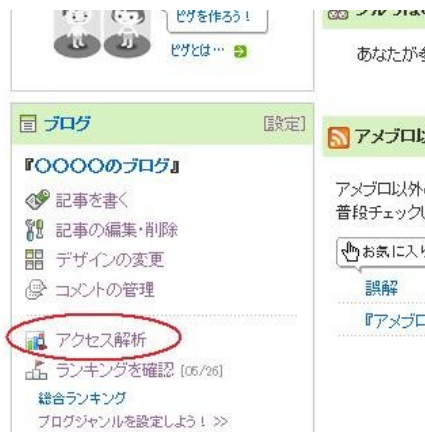 ピグを作ろう！
ピグとは…
あなたが
ブログ [設定]
『〇〇〇〇のブログ』
記事を書く
記事の編集・削除
デザインの変更
コメントの管理
アクセス解析
ランキングを確認 [05/26]
総合ランキング
ブログジャンルを設定しよう！ >>
アメブロ以
アメブロ以外
普段チェック
お気に入り
誤解
『アメブロ